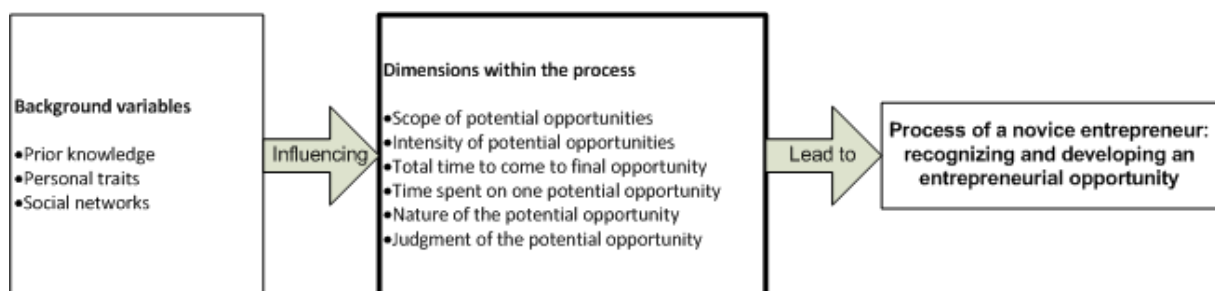 Background variables
•Prior knowledge
•Personal traits
•Social networks
Influencing
Dimensions within the process
•Scope of potential opportunities
•Intensity of potential opportunities
•Total time to come to final opportunity
•Time spent on one potential opportunity
•Nature of the potential opportunity
•Judgment of the potential opportunity
Lead to
Process of a novice entrepreneur:
recognizing and developing an
entrepreneurial opportunity